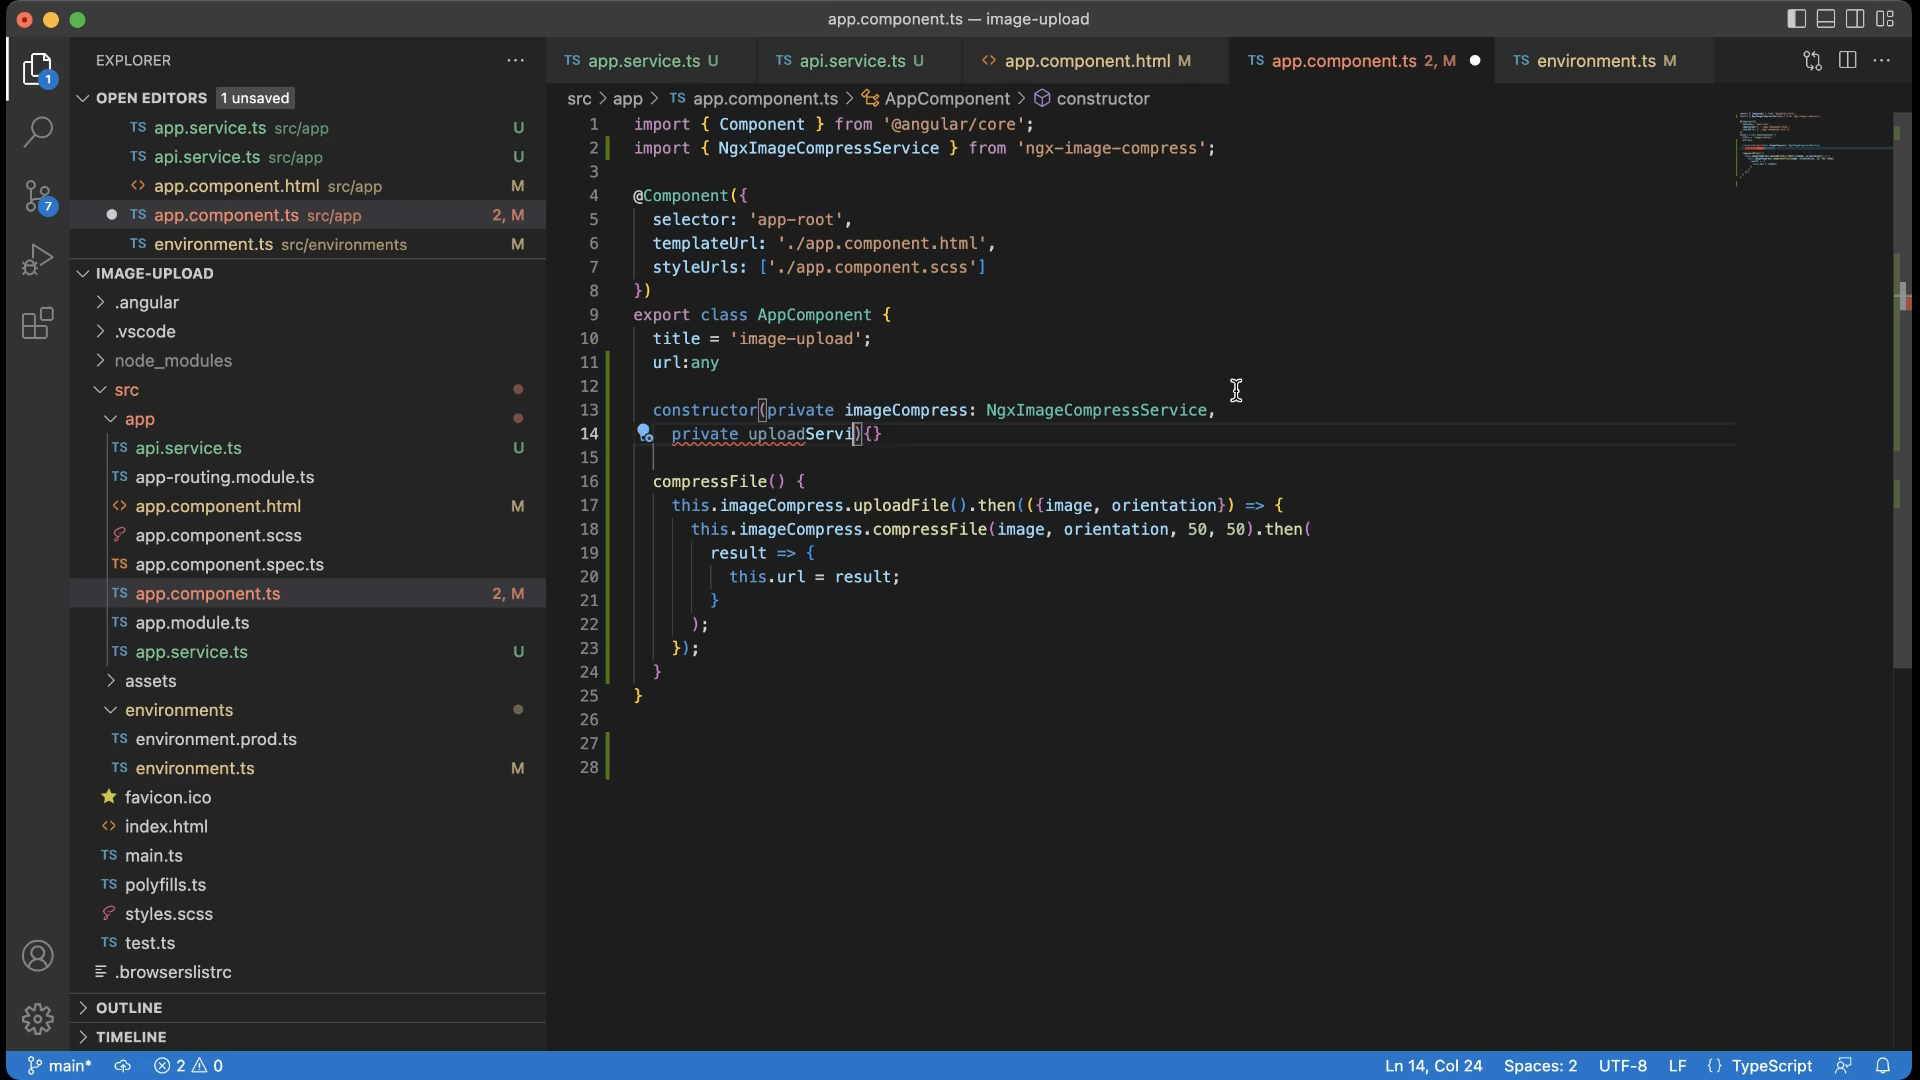 app.component.ts — image-upload
EXPLORER
OPEN EDITORS 1 unsaved
TS app.service.ts src/app U
TS api.service.ts src/app U
<> app.component.html src/app M
TS app.component.ts src/app 2, M
TS environment.ts src/environments M
IMAGE-UPLOAD
.angular
.vscode
node_modules
src
app
TS api.service.ts U
TS app-routing.module.ts
<> app.component.html M
app.component.scss
TS app.component.spec.ts
TS app.component.ts 2, M
TS app.module.ts
TS app.service.ts U
assets
environments
TS environment.prod.ts
TS environment.ts M
favicon.ico
<> index.html
TS main.ts
TS polyfills.ts
styles.scss
TS test.ts
.browserslistrc
OUTLINE
TIMELINE
1
7
TS app.service.ts U TS api.service.ts U <> app.component.html M TS app.component.ts 2, M TS environment.ts M
src > app > TS app.component.ts > AppComponent > constructor
1 import { Component } from '@angular/core';
2 import { NgxImageCompressService } from 'ngx-image-compress';
3
4 @Component({
5 selector: 'app-root',
6 templateUrl: './app.component.html',
7 styleUrls: ['./app.component.scss']
8 })
9 export class AppComponent {
10 title = 'image-upload';
11 url:any
12
13 constructor(private imageCompress: NgxImageCompressService,
14 private uploadServi){}
15
16 compressFile() {
17 this.imageCompress.uploadFile().then(({image, orientation}) => {
18 this.imageCompress.compressFile(image, orientation, 50, 50).then(
19 result => {
20 this.url = result;
21 }
22 );
23 });
24 }
25 }
26
27
28
main* 2 0 Ln 14, Col 24 Spaces: 2 UTF-8 LF {} TypeScript